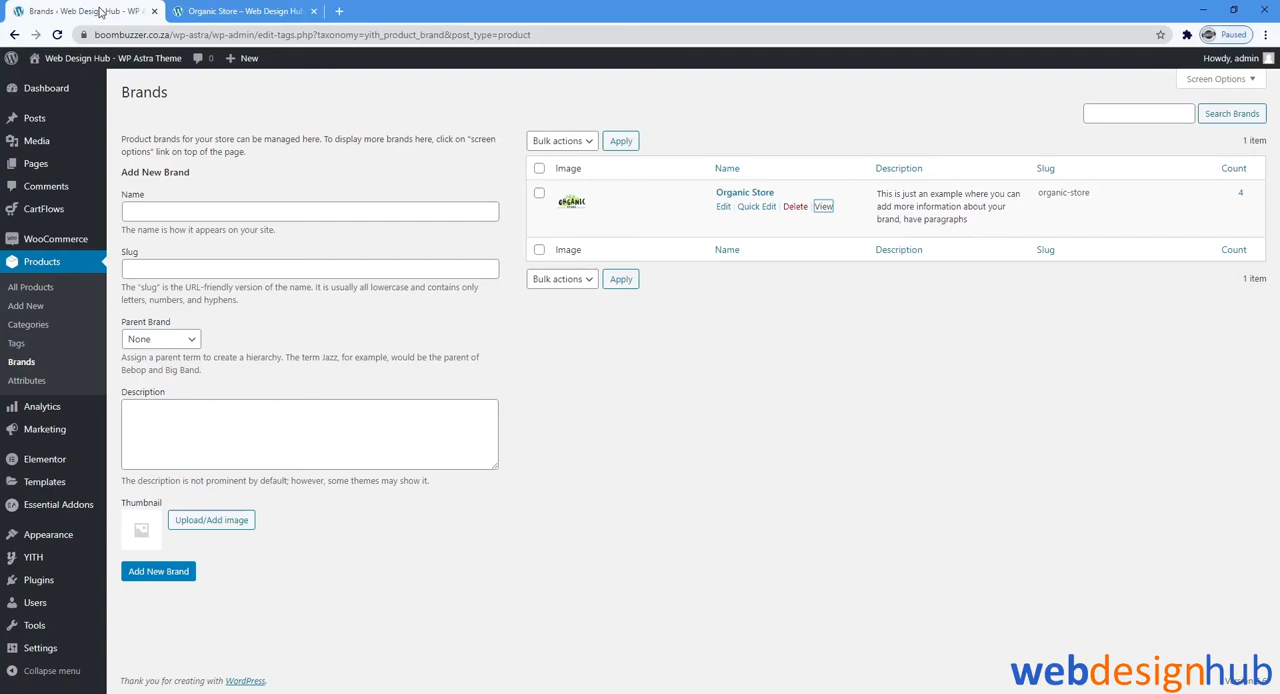 Brands ‹ Web Design Hub - WP A
Organic Store – Web Design Hub
boombuzzer.co.za/wp-astra/wp-admin/edit-tags.php?taxonomy=yith_product_brand&post_type=product
Paused
Web Design Hub - WP Astra Theme
0
New
Howdy, admin
Screen Options
Dashboard
Posts
Media
Pages
Comments
CartFlows
WooCommerce
Products
All Products
Add New
Categories
Tags
Brands
Attributes
Analytics
Marketing
Elementor
Templates
Essential Addons
Appearance
YITH
Plugins
Users
Tools
Settings
Collapse menu
Brands
Product brands for your store can be managed here. To display more brands here, click on "screen
options" link on top of the page.
Add New Brand
Name
The name is how it appears on your site.
Slug
The "slug" is the URL-friendly version of the name. It is usually all lowercase and contains only
letters, numbers, and hyphens.
Parent Brand
None
Assign a parent term to create a hierarchy. The term Jazz, for example, would be the parent of
Bebop and Big Band.
Description
The description is not prominent by default; however, some themes may show it.
Thumbnail
Upload/Add image
Add New Brand
Search Brands
Bulk actions
Apply
1 item
Image Name Description Slug Count
ORGANIC
Organic Store
Edit | Quick Edit | Delete | View
This is just an example where you can
add more information about your
brand, have paragraphs
organic-store
4
Image Name Description Slug Count
Bulk actions
Apply
1 item
Thank you for creating with WordPress.
webdesignhub